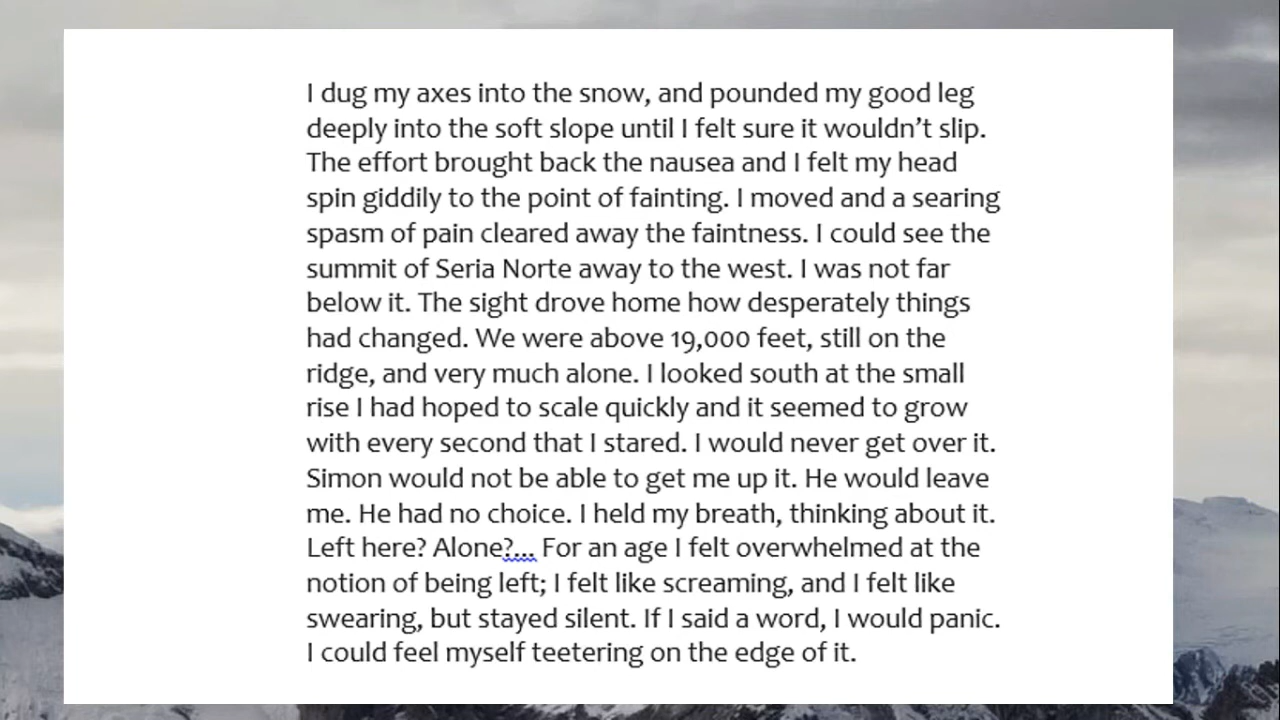 I dug my axes into the snow, and pounded my good leg
deeply into the soft slope until I felt sure it wouldn’t slip.
The effort brought back the nausea and I felt my head
spin giddily to the point of fainting. I moved and a searing
spasm of pain cleared away the faintness. I could see the
summit of Seria Norte away to the west. I was not far
below it. The sight drove home how desperately things
had changed. We were above 19,000 feet, still on the
ridge, and very much alone. I looked south at the small
rise I had hoped to scale quickly and it seemed to grow
with every second that I stared. I would never get over it.
Simon would not be able to get me up it. He would leave
me. He had no choice. I held my breath, thinking about it.
Left here? Alone?... For an age I felt overwhelmed at the
notion of being left; I felt like screaming, and I felt like
swearing, but stayed silent. If I said a word, I would panic.
I could feel myself teetering on the edge of it.